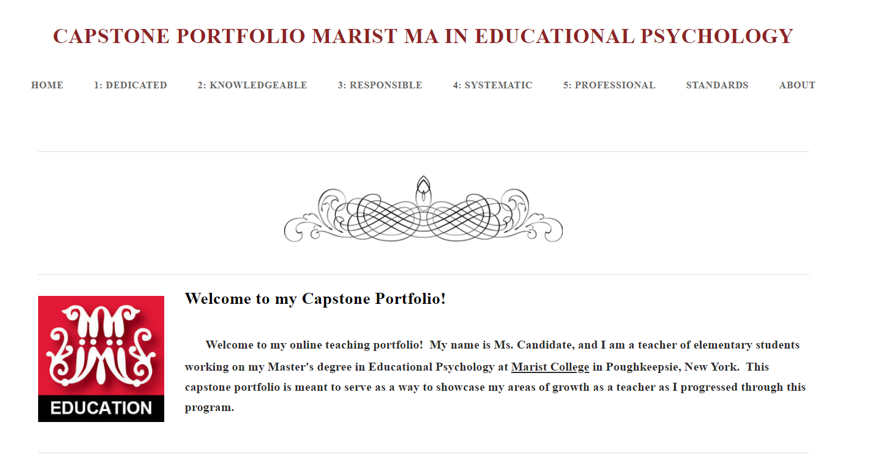 CAPSTONE PORTFOLIO MARIST MA IN EDUCATIONAL PSYCHOLOGY
HOME 1: DEDICATED 2: KNOWLEDGEABLE 3: RESPONSIBLE 4: SYSTEMATIC 5: PROFESSIONAL STANDARDS ABOUT
Welcome to my Capstone Portfolio!
Welcome to my online teaching portfolio!  My name is Ms. Candidate, and I am a teacher of elementary students
working on my Master's degree in Educational Psychology at Marist College in Poughkeepsie, New York.  This
capstone portfolio is meant to serve as a way to showcase my areas of growth as a teacher as I progressed through this
program.
EDUCATION